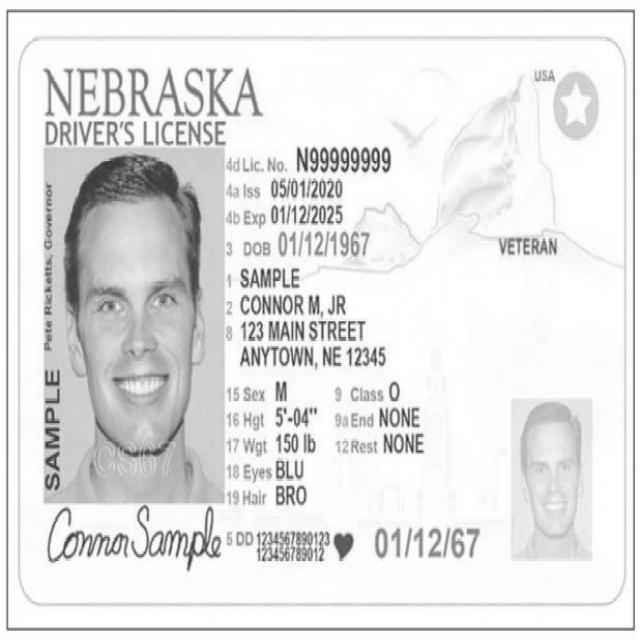 NEBRASKA
USA
DRIVER'S LICENSE
4d Lic. No. N99999999
4a Iss 05/01/2020
4b Exp 01/12/2025
3 DOB 01/12/1967
VETERAN
1 SAMPLE
2 CONNOR M, JR
8 123 MAIN STREET
ANYTOWN, NE 12345
15 Sex M 9 Class O
16 Hgt 5'-04" 9a End NONE
17 Wgt 150 lb 12 Rest NONE
18 Eyes BLU
19 Hair BRO
Pete Ricketts, Governor
SAMPLE
CS67
Connor Sample
5 DD 1234567890123
123456789012
01/12/67